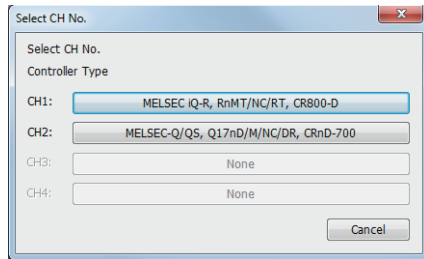 Select CH No.
Select CH No.
Controller Type
CH1: MELSEC iQ-R, RnMT/NC/RT, CR800-D
CH2: MELSEC-Q/QS, Q17nD/M/NC/DR, CRnD-700
CH3: None
CH4: None
Cancel